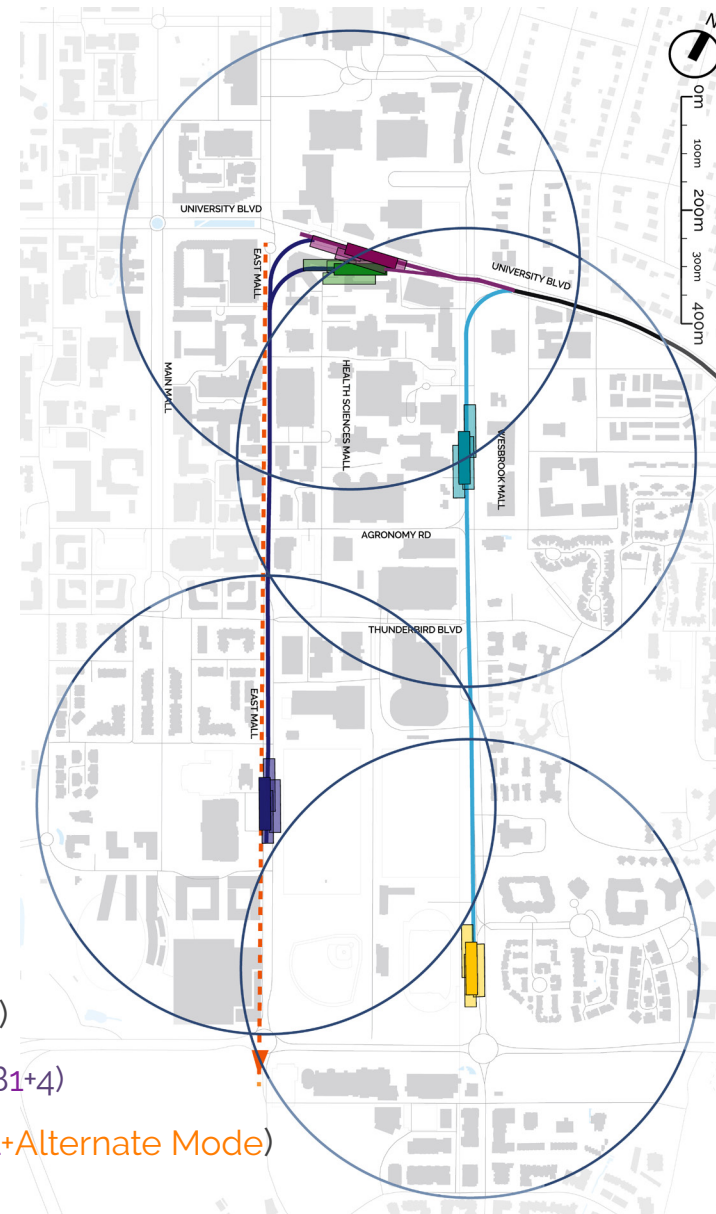 N
0m
100m
200m
300m
400m
UNIVERSITY BLVD
EAST MALL
UNIVERSITY BLVD
MAIN MALL
HEALTH SCIENCES MALL
WESBROOK MALL
AGRONOMY RD
THUNDERBIRD BLVD
EAST MALL
)
31+4)
+Alternate Mode)